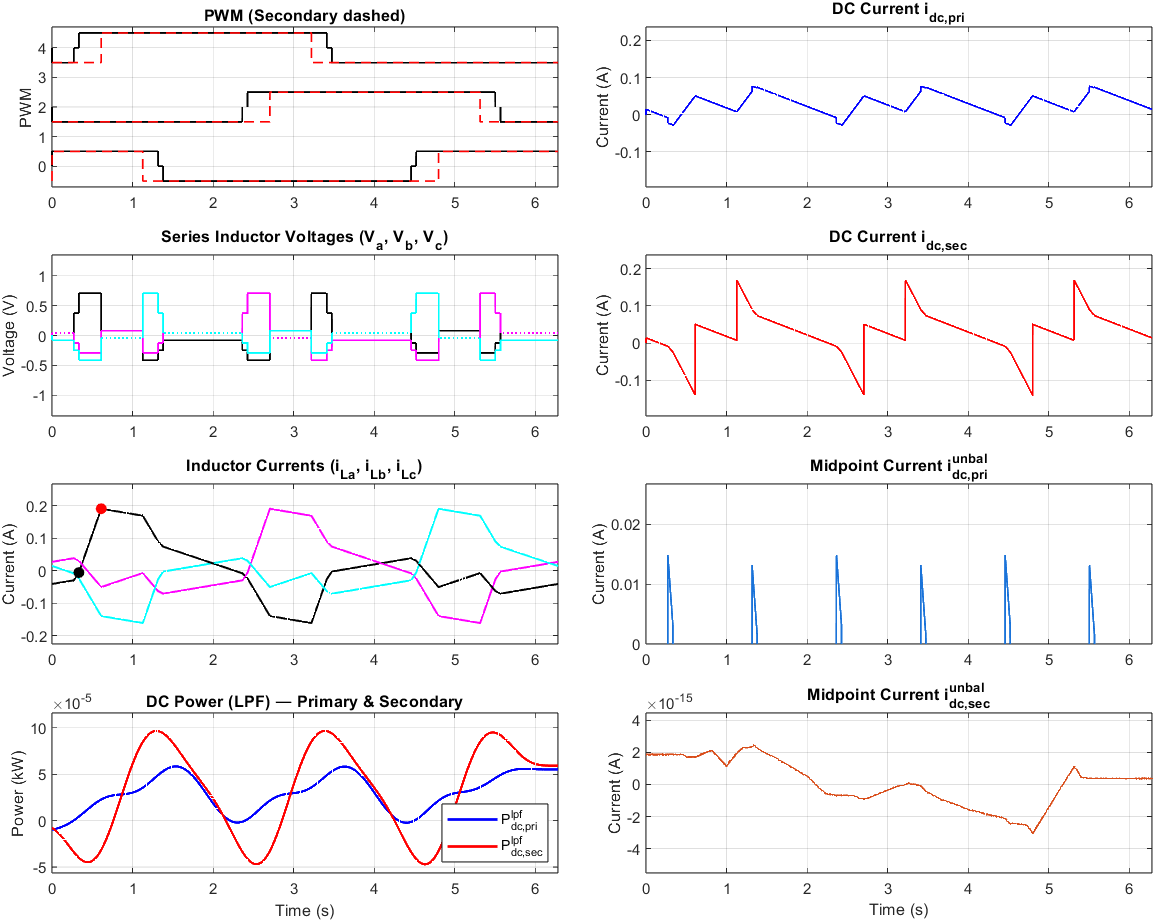 PWM (Secondary dashed)
PWM
4
3
2
1
0
0 1 2 3 4 5 6
DC Current i_dc,pri
Current (A)
0.2
0.1
0
-0.1
0 1 2 3 4 5 6
Series Inductor Voltages (V_a, V_b, V_c)
Voltage (V)
1
0.5
0
-0.5
-1
0 1 2 3 4 5 6
DC Current i_dc,sec
Current (A)
0.2
0.1
0
-0.1
0 1 2 3 4 5 6
Inductor Currents (i_La, i_Lb, i_Lc)
Current (A)
0.2
0.1
0
-0.1
-0.2
0 1 2 3 4 5 6
Midpoint Current i^unbal_dc,pri
Current (A)
0.02
0.01
0
0 1 2 3 4 5 6
DC Power (LPF) — Primary & Secondary
×10^-5
Power (kW)
10
5
0
-5
P^lpf_dc,pri
P^lpf_dc,sec
0 1 2 3 4 5 6
Time (s)
Midpoint Current i^unbal_dc,sec
×10^-15
Current (A)
4
2
0
-2
-4
0 1 2 3 4 5 6
Time (s)